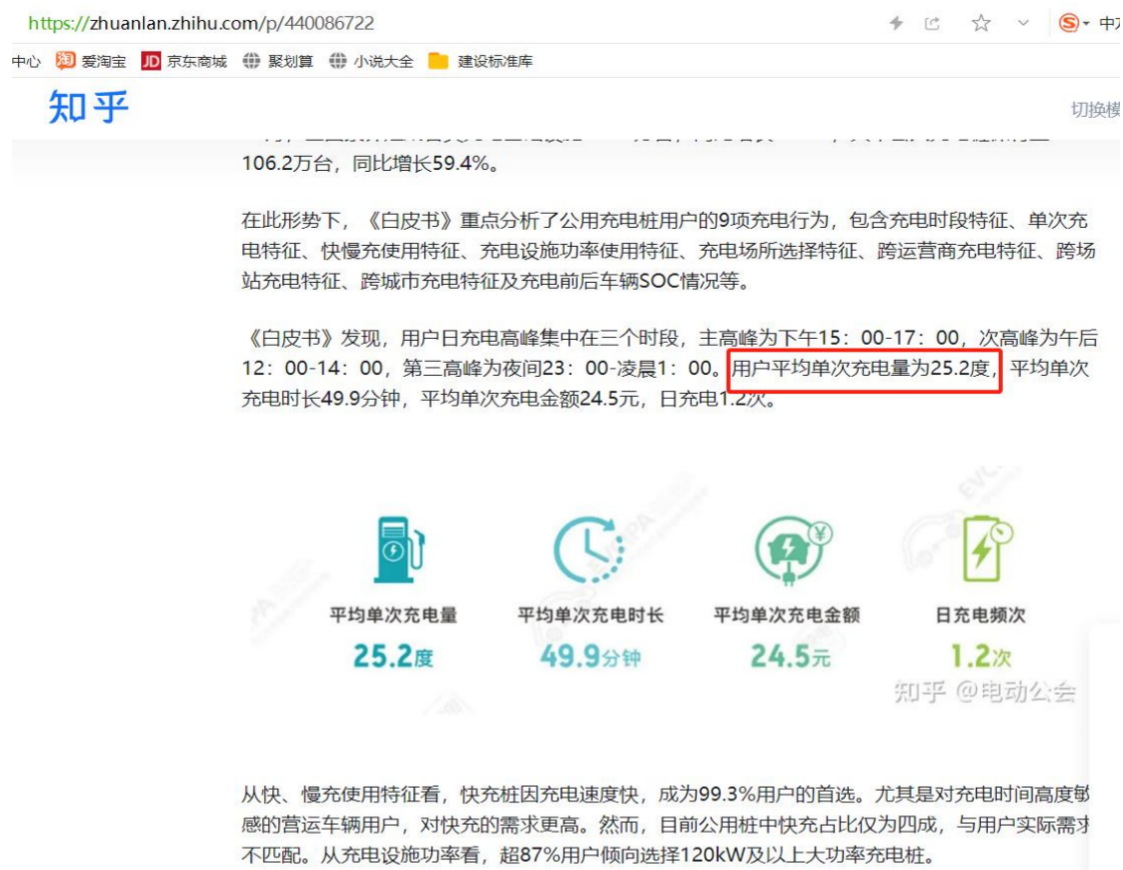 https://zhuanlan.zhihu.com/p/440086722
中心 爱淘宝 JD 京东商城 聚划算 小说大全 建设标准库
知乎 切换模
106.2万台，同比增长59.4%。
在此形势下，《白皮书》重点分析了公用充电桩用户的9项充电行为，包含充电时段特征、单次充
电特征、快慢充使用特征、充电设施功率使用特征、充电场所选择特征、跨运营商充电特征、跨场
站充电特征、跨城市充电特征及充电前后车辆SOC情况等。
《白皮书》发现，用户日充电高峰集中在三个时段，主高峰为下午15：00-17：00，次高峰为午后
12：00-14：00，第三高峰为夜间23：00-凌晨1：00。用户平均单次充电量为25.2度，平均单次
充电时长49.9分钟，平均单次充电金额24.5元，日充电1.2次。
平均单次充电量 平均单次充电时长 平均单次充电金额 日充电频次
25.2度 49.9分钟 24.5元 1.2次
知乎 @电动公会
从快、慢充使用特征看，快充桩因充电速度快，成为99.3%用户的首选。尤其是对充电时间高度敏
感的营运车辆用户，对快充的需求更高。然而，目前公用桩中快充占比仅为四成，与用户实际需求
不匹配。从充电设施功率看，超87%用户倾向选择120kW及以上大功率充电桩。